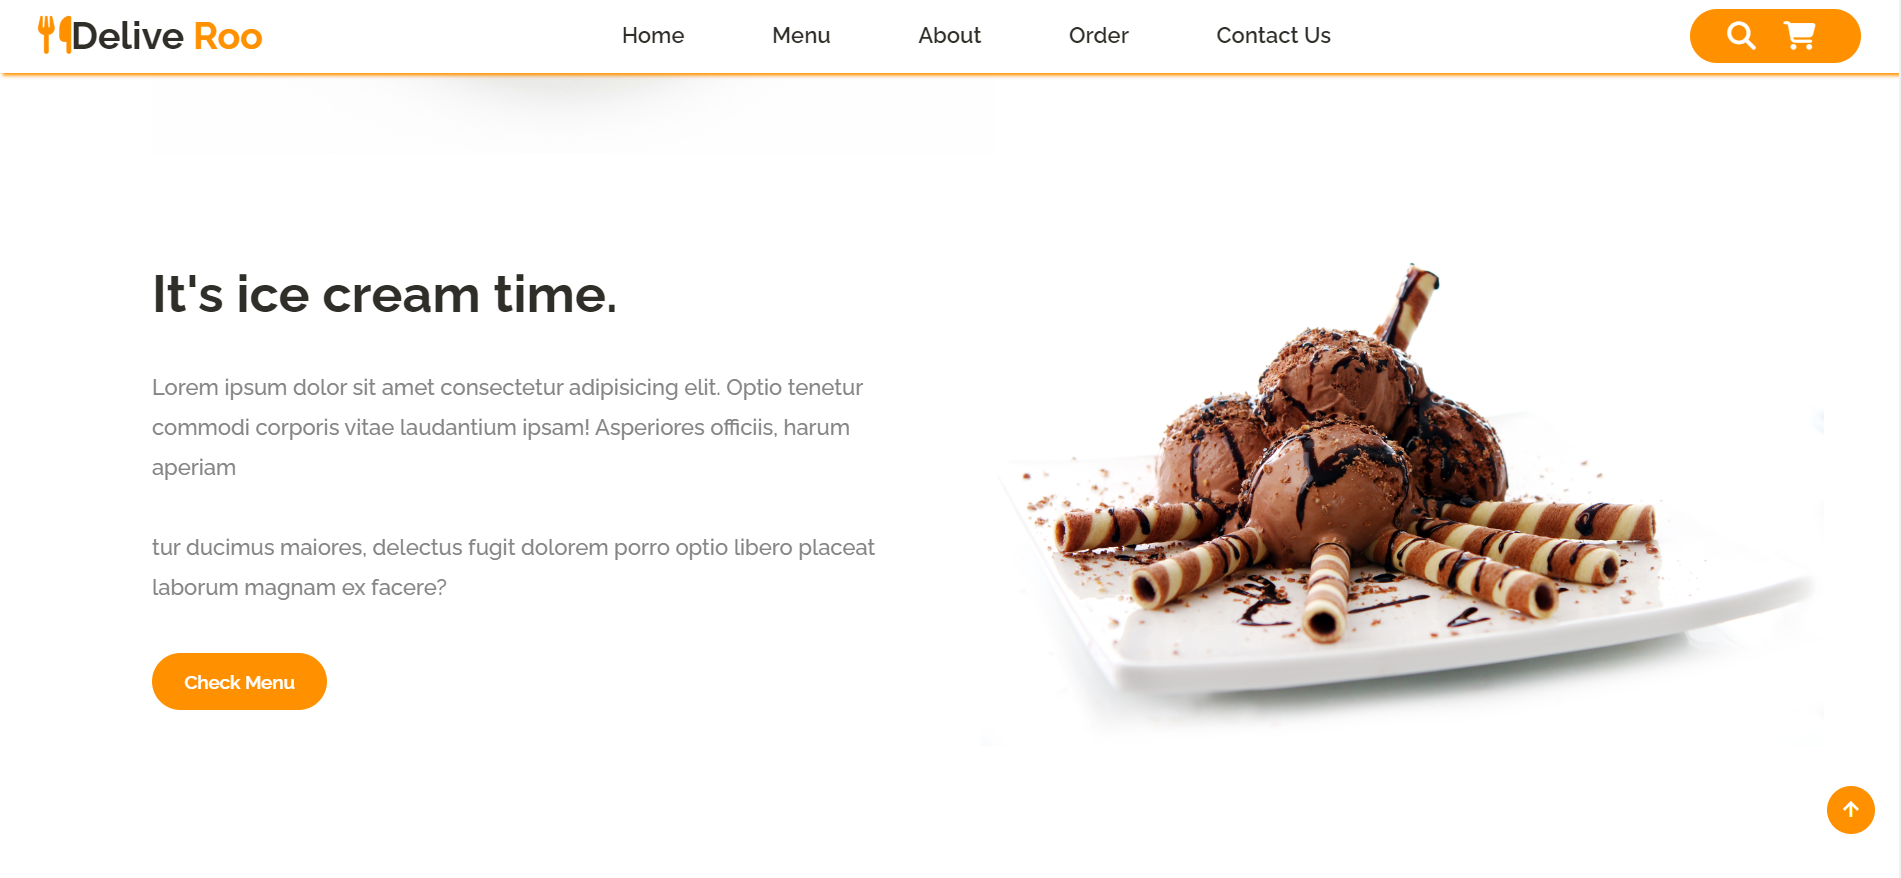 Delive Roo
Home
Menu
About
Order
Contact Us
It's ice cream time.
Lorem ipsum dolor sit amet consectetur adipisicing elit. Optio tenetur
commodi corporis vitae laudantium ipsam! Asperiores officiis, harum
aperiam
tur ducimus maiores, delectus fugit dolorem porro optio libero placeat
laborum magnam ex facere?
Check Menu